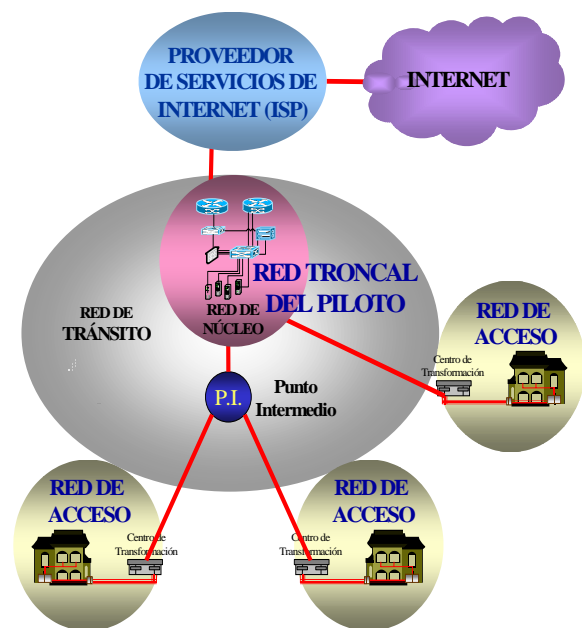 PROVEEDOR
DE SERVICIOS DE
INTERNET (ISP)
INTERNET
RED TRONCAL
DEL PILOTO
RED DE
NÚCLEO
RED DE
TRÁNSITO
RED DE
ACCESO
Centro de
Transformación
P.I.
Punto
Intermedio
RED DE
ACCESO
Centro de
Transformación
RED DE
ACCESO
Centro de
Transformación